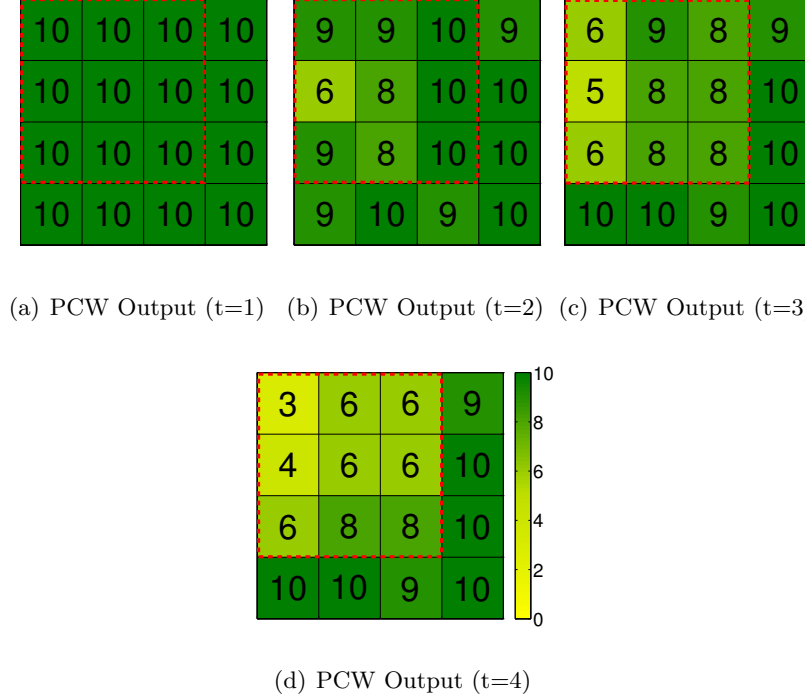 10 10 10 10
10 10 10 10
10 10 10 10
10 10 10 10
9 9 10 9
6 8 10 10
9 8 10 10
9 10 9 10
6 9 8 9
5 8 8 10
6 8 8 10
10 10 9 10
(a) PCW Output (t=1)
(b) PCW Output (t=2)
(c) PCW Output (t=3
3 6 6 9
4 6 6 10
6 8 8 10
10 10 9 10
10
8
6
4
2
0
(d) PCW Output (t=4)